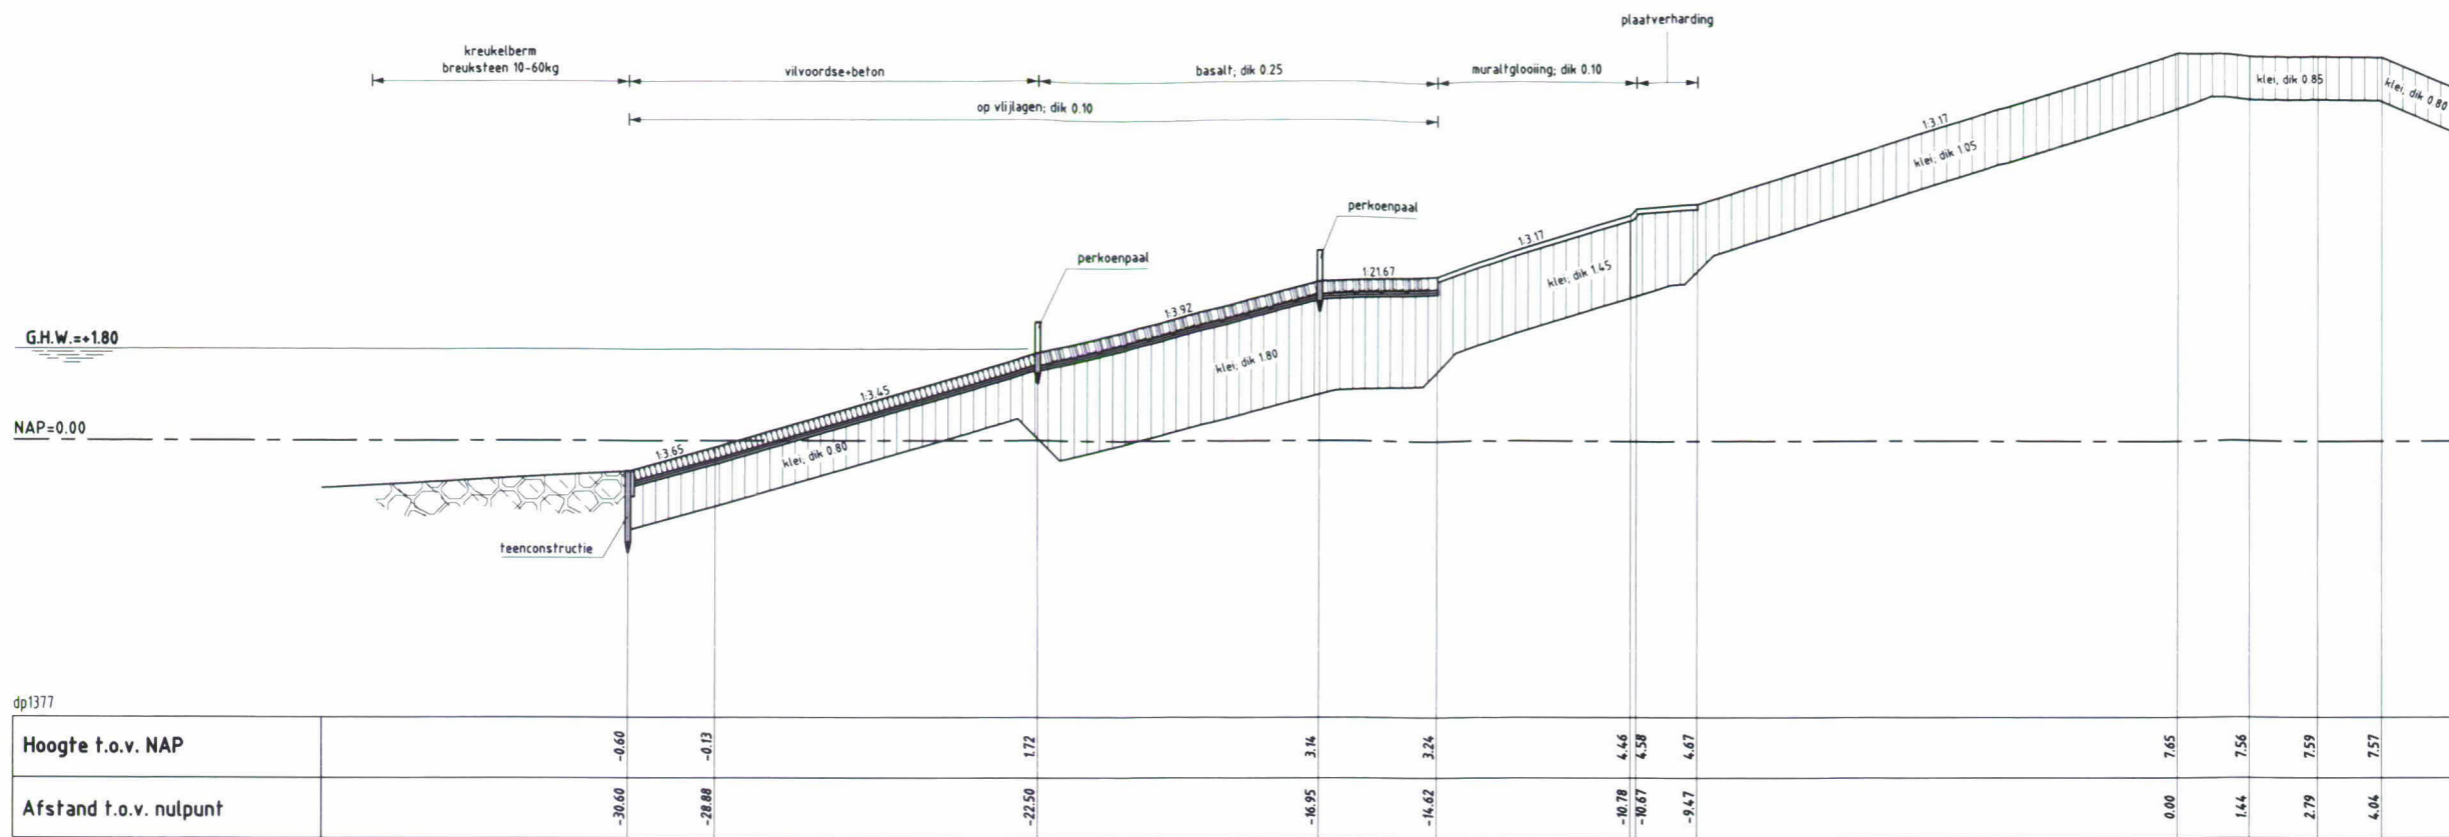 plaatverharding
kreukelberm
breuksteen 10-60kg
vilvoordse+beton
basalt; dik 0.25
muraltglooiing; dik 0.10
op vlijlagen; dik 0.10
klei, dik 0.85
klei, dik 0.80
1:3.17
klei, dik 1.05
perkoenpaal
perkoenpaal
1:3.17
1:21.67
klei, dik 1.45
1:3.92
G.H.W.=+1.80
klei, dik 1.80
1:3.45
NAP=0.00
1:3.65
klei, dik 0.80
teenconstructie
dp1377
Hoogte t.o.v. NAP -0.60 -0.13 1.72 3.14 3.24 4.46 4.58 4.67 7.65 7.56 7.59 7.57
Afstand t.o.v. nulpunt -30.60 -28.88 -22.50 -16.95 -14.62 -10.78 -10.67 -9.47 0.00 1.44 2.79 4.04